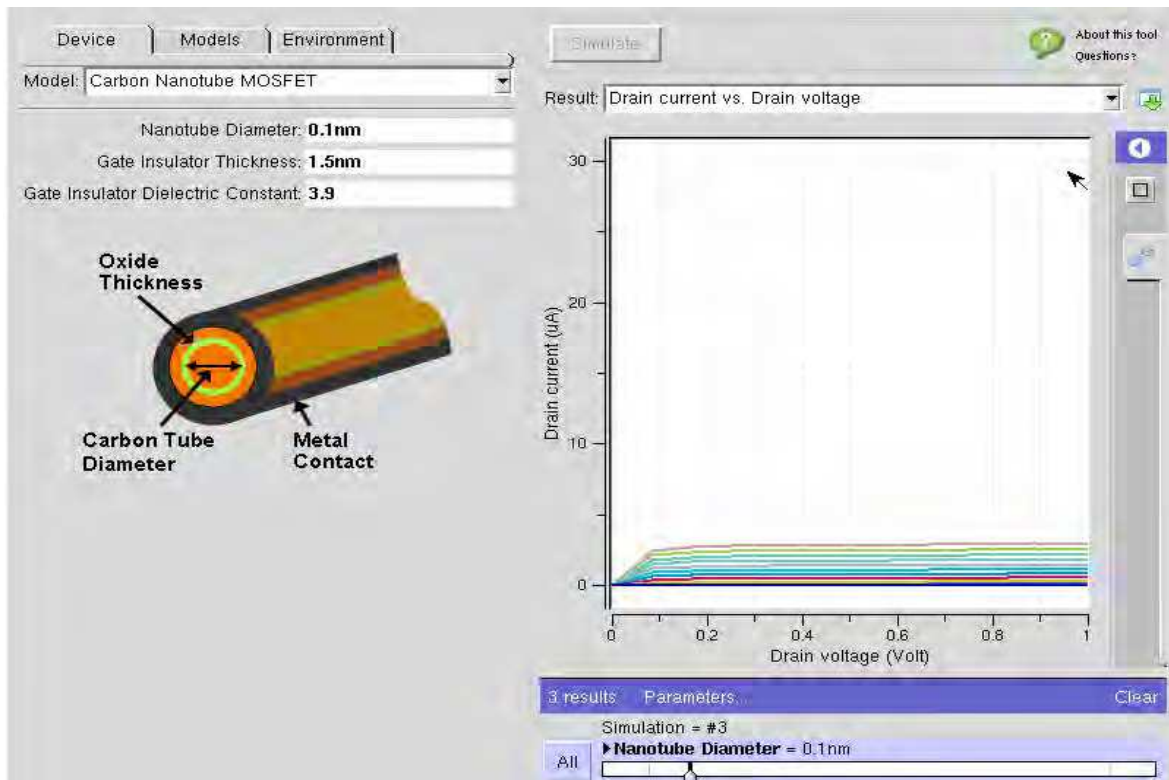 Device Models Environment
Model: Carbon Nanotube MOSFET
Nanotube Diameter: 0.1nm
Gate Insulator Thickness: 1.5nm
Gate Insulator Dielectric Constant: 3.9
Oxide
Thickness
Carbon Tube
Diameter
Metal
Contact
Simulate
About this tool
Questions?
Result: Drain current vs. Drain voltage
30
20
10
0
Drain current (uA)
0 0.2 0.4 0.6 0.8 1
Drain voltage (Volt)
3 results Parameters... Clear
Simulation = #3
All
Nanotube Diameter = 0.1nm